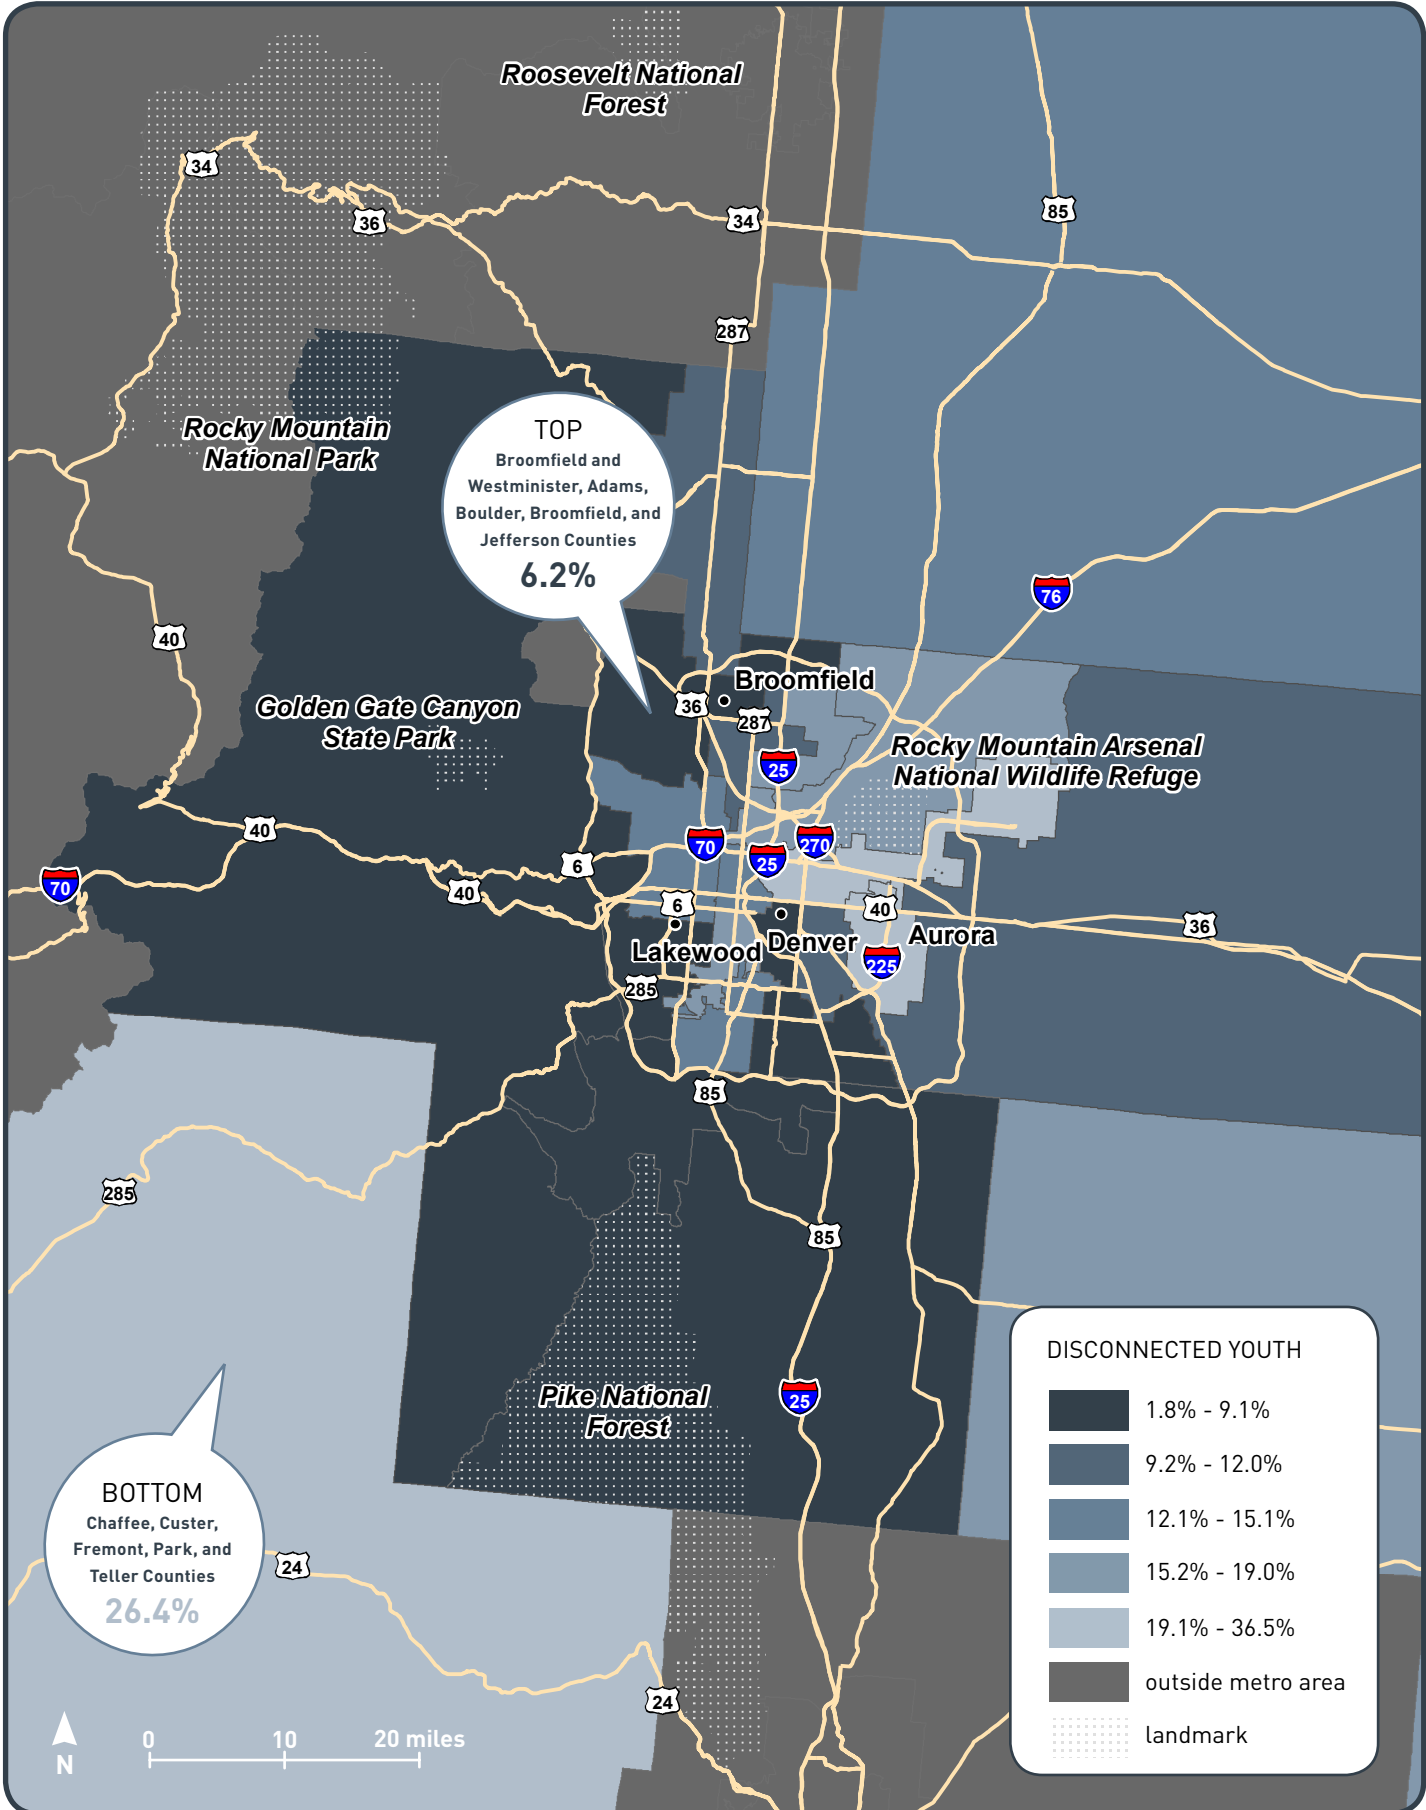 Roosevelt National
Forest
34
36
34
85
287
Rocky Mountain
National Park
TOP
Broomfield and
Westminister, Adams,
Boulder, Broomfield, and
Jefferson Counties
6.2%
76
40
Golden Gate Canyon
State Park
Broomfield
36
287
25
Rocky Mountain Arsenal
National Wildlife Refuge
40
70
25
270
6
70
40
6
40
36
Lakewood
Denver
Aurora
225
285
85
285
85
Pike National
Forest
25
BOTTOM
Chaffee, Custer,
Fremont, Park, and
Teller Counties
26.4%
24
24
DISCONNECTED YOUTH
1.8% - 9.1%
9.2% - 12.0%
12.1% - 15.1%
15.2% - 19.0%
19.1% - 36.5%
outside metro area
landmark
N
0 10 20 miles